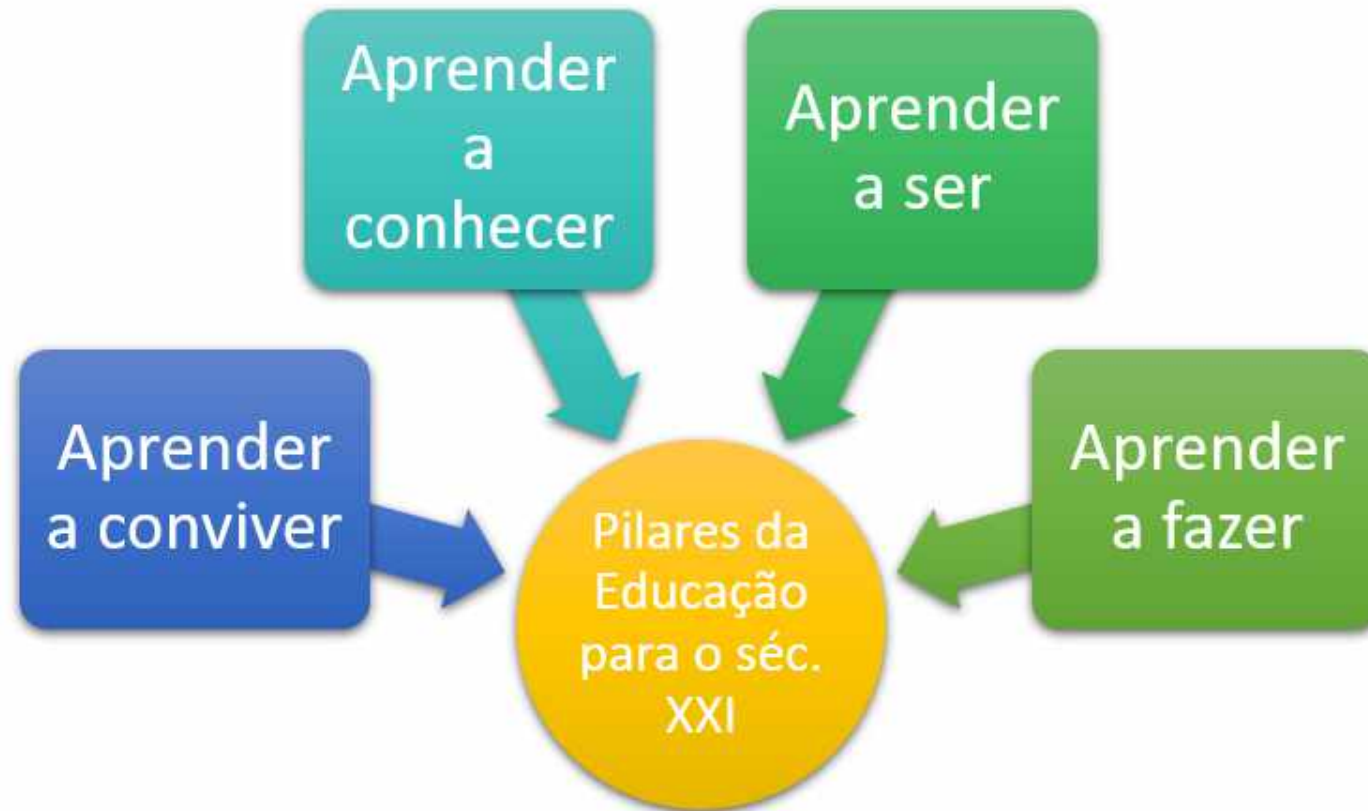 Aprender
a
conhecer
Aprender
a ser
Aprender
a conviver
Aprender
a fazer
Pilares da
Educação
para o séc.
XXI